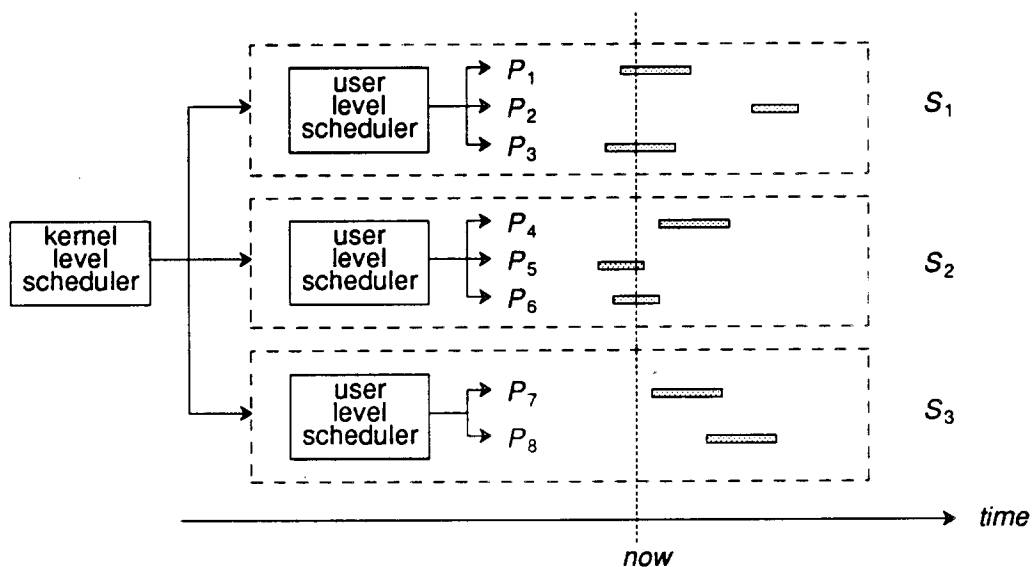 user
level
scheduler
P1
P2
P3
S1
kernel
level
scheduler
user
level
scheduler
P4
P5
P6
S2
user
level
scheduler
P7
P8
S3
time
now